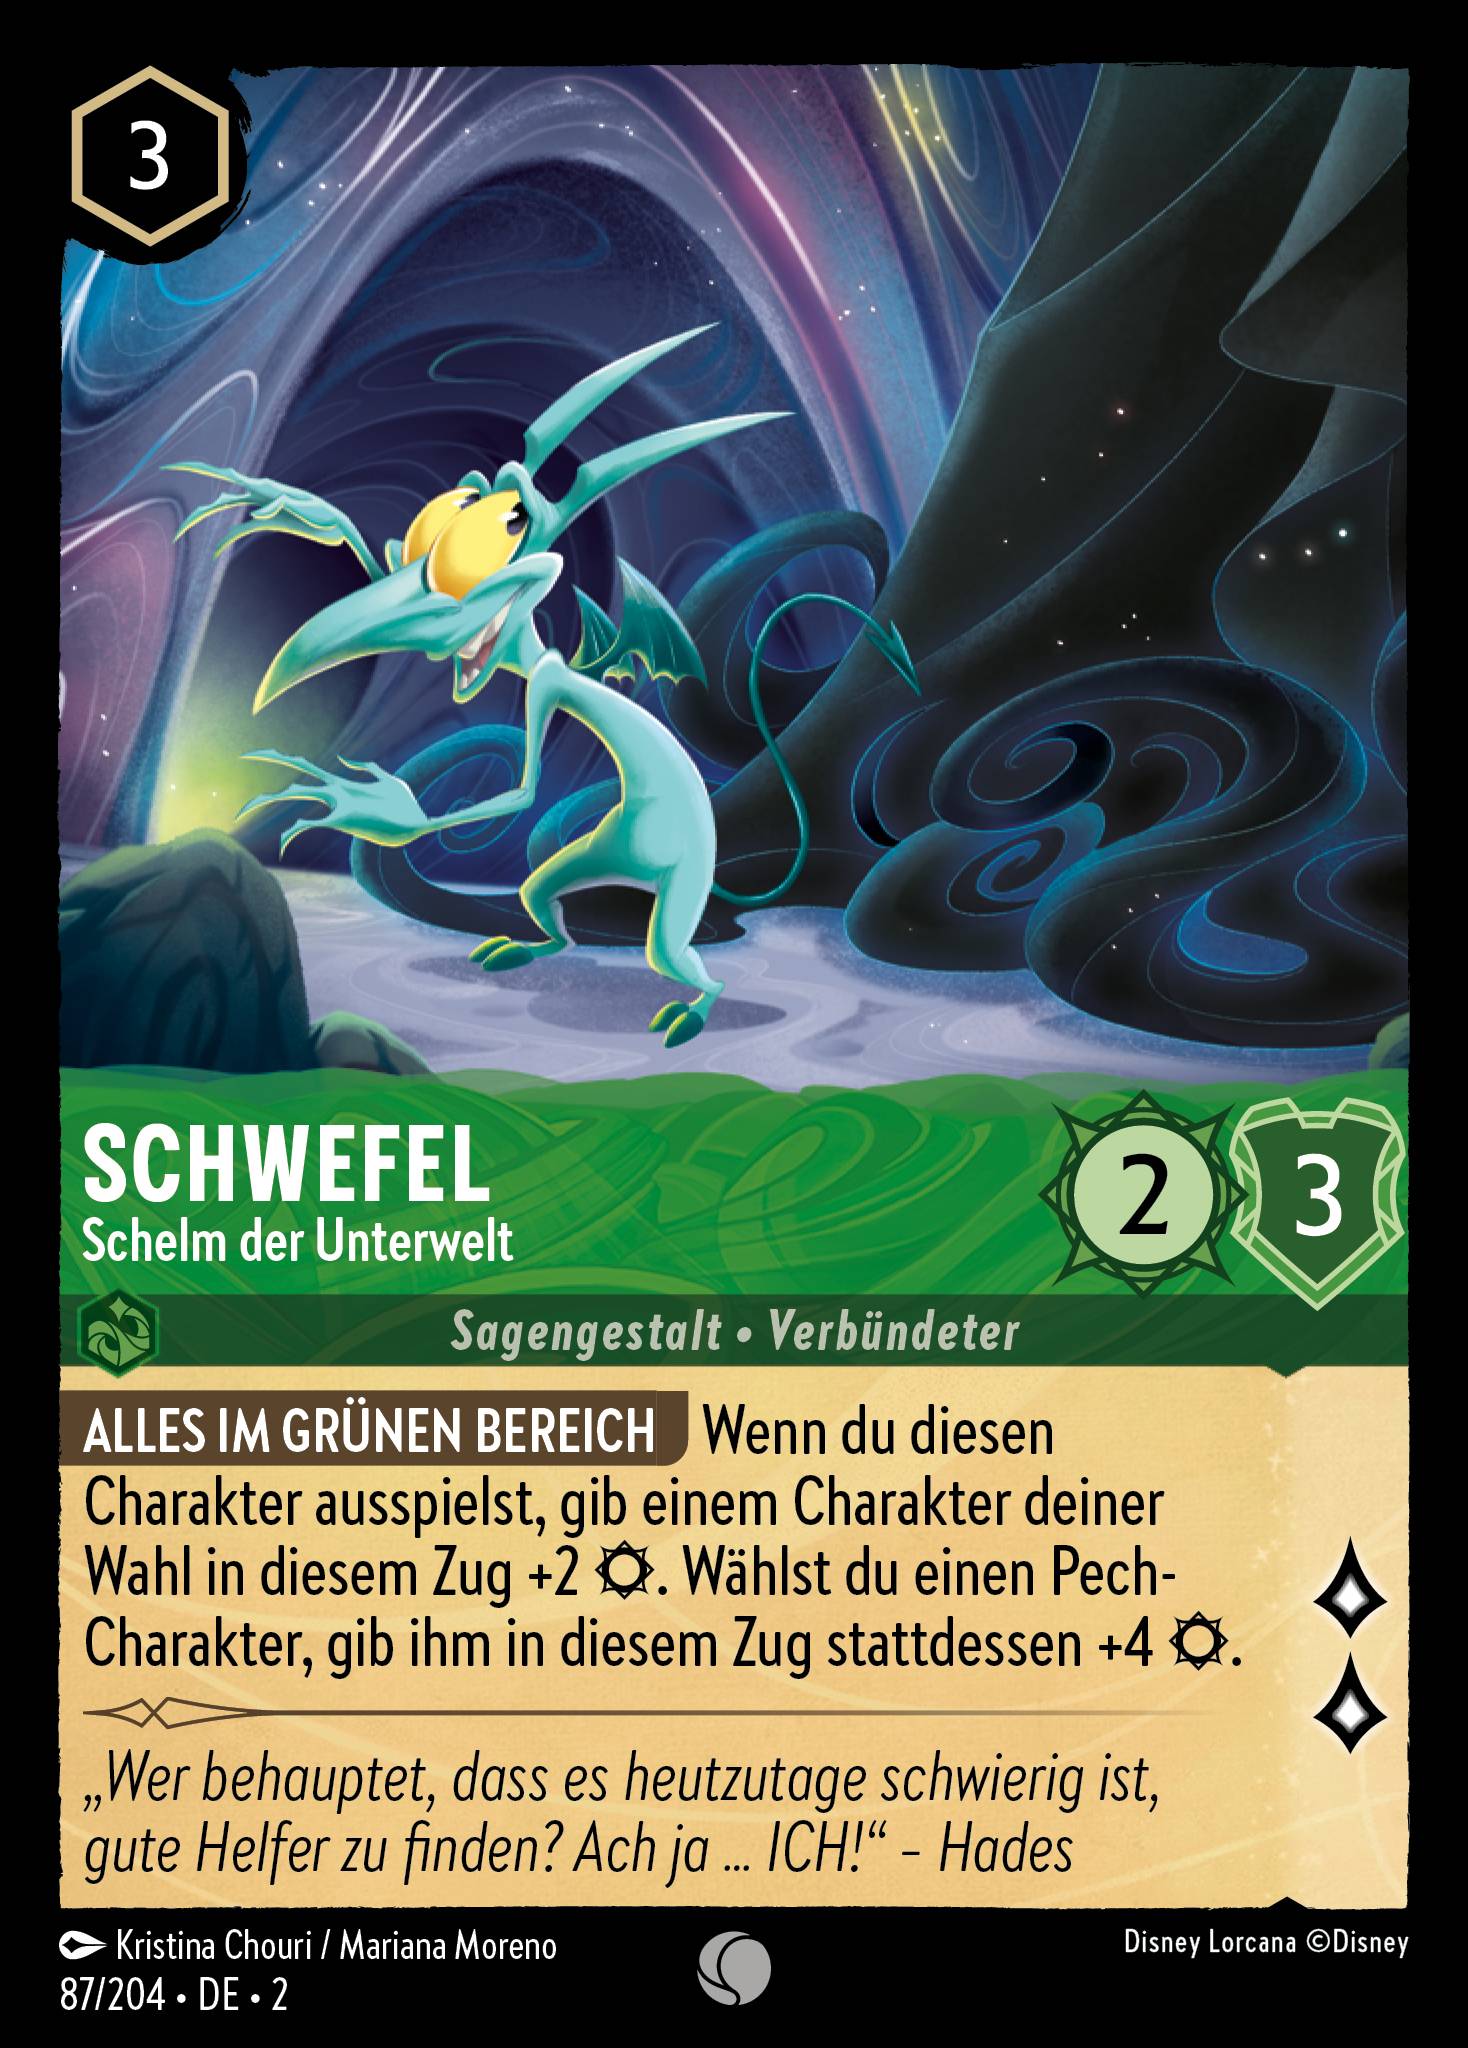 3
SCHWEFEL
Schelm der Unterwelt
2 3
Sagengestalt • Verbündeter
ALLES IM GRÜNEN BEREICH Wenn du diesen
Charakter ausspielst, gib einem Charakter deiner
Wahl in diesem Zug +2 . Wählst du einen Pech-
Charakter, gib ihm in diesem Zug stattdessen +4 .
„Wer behauptet, dass es heutzutage schwierig ist,
gute Helfer zu finden? Ach ja ... ICH!“ – Hades
Kristina Chouri / Mariana Moreno
Disney Lorcana ©Disney
87/204 • DE • 2